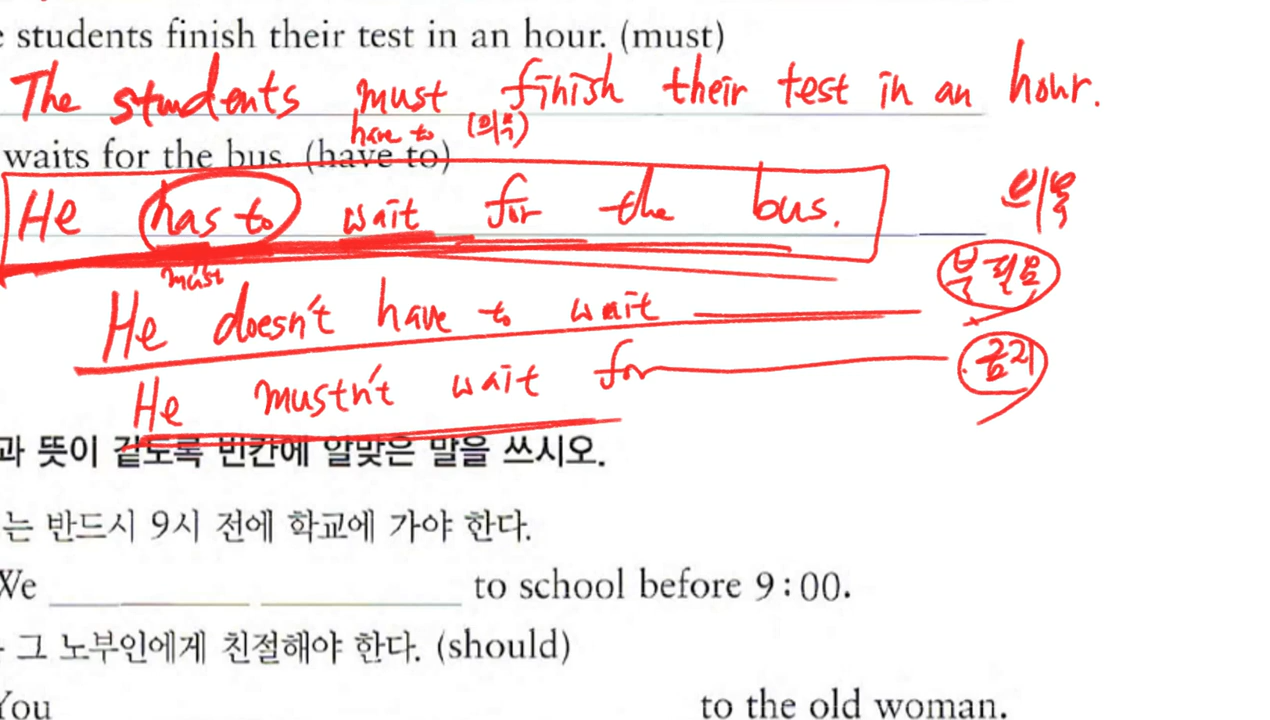 students finish their test in an hour. (must)
The students must finish their test in an hour.
have to (의무)
waits for the bus. (have to)
He has to wait for the bus. 의무
must
He doesn't have to wait 불필요
He mustn't wait for 금지
과 뜻이 같도록 빈칸에 알맞은 말을 쓰시오.
는 반드시 9시 전에 학교에 가야 한다.
We to school before 9:00.
그 노부인에게 친절해야 한다. (should)
You to the old woman.